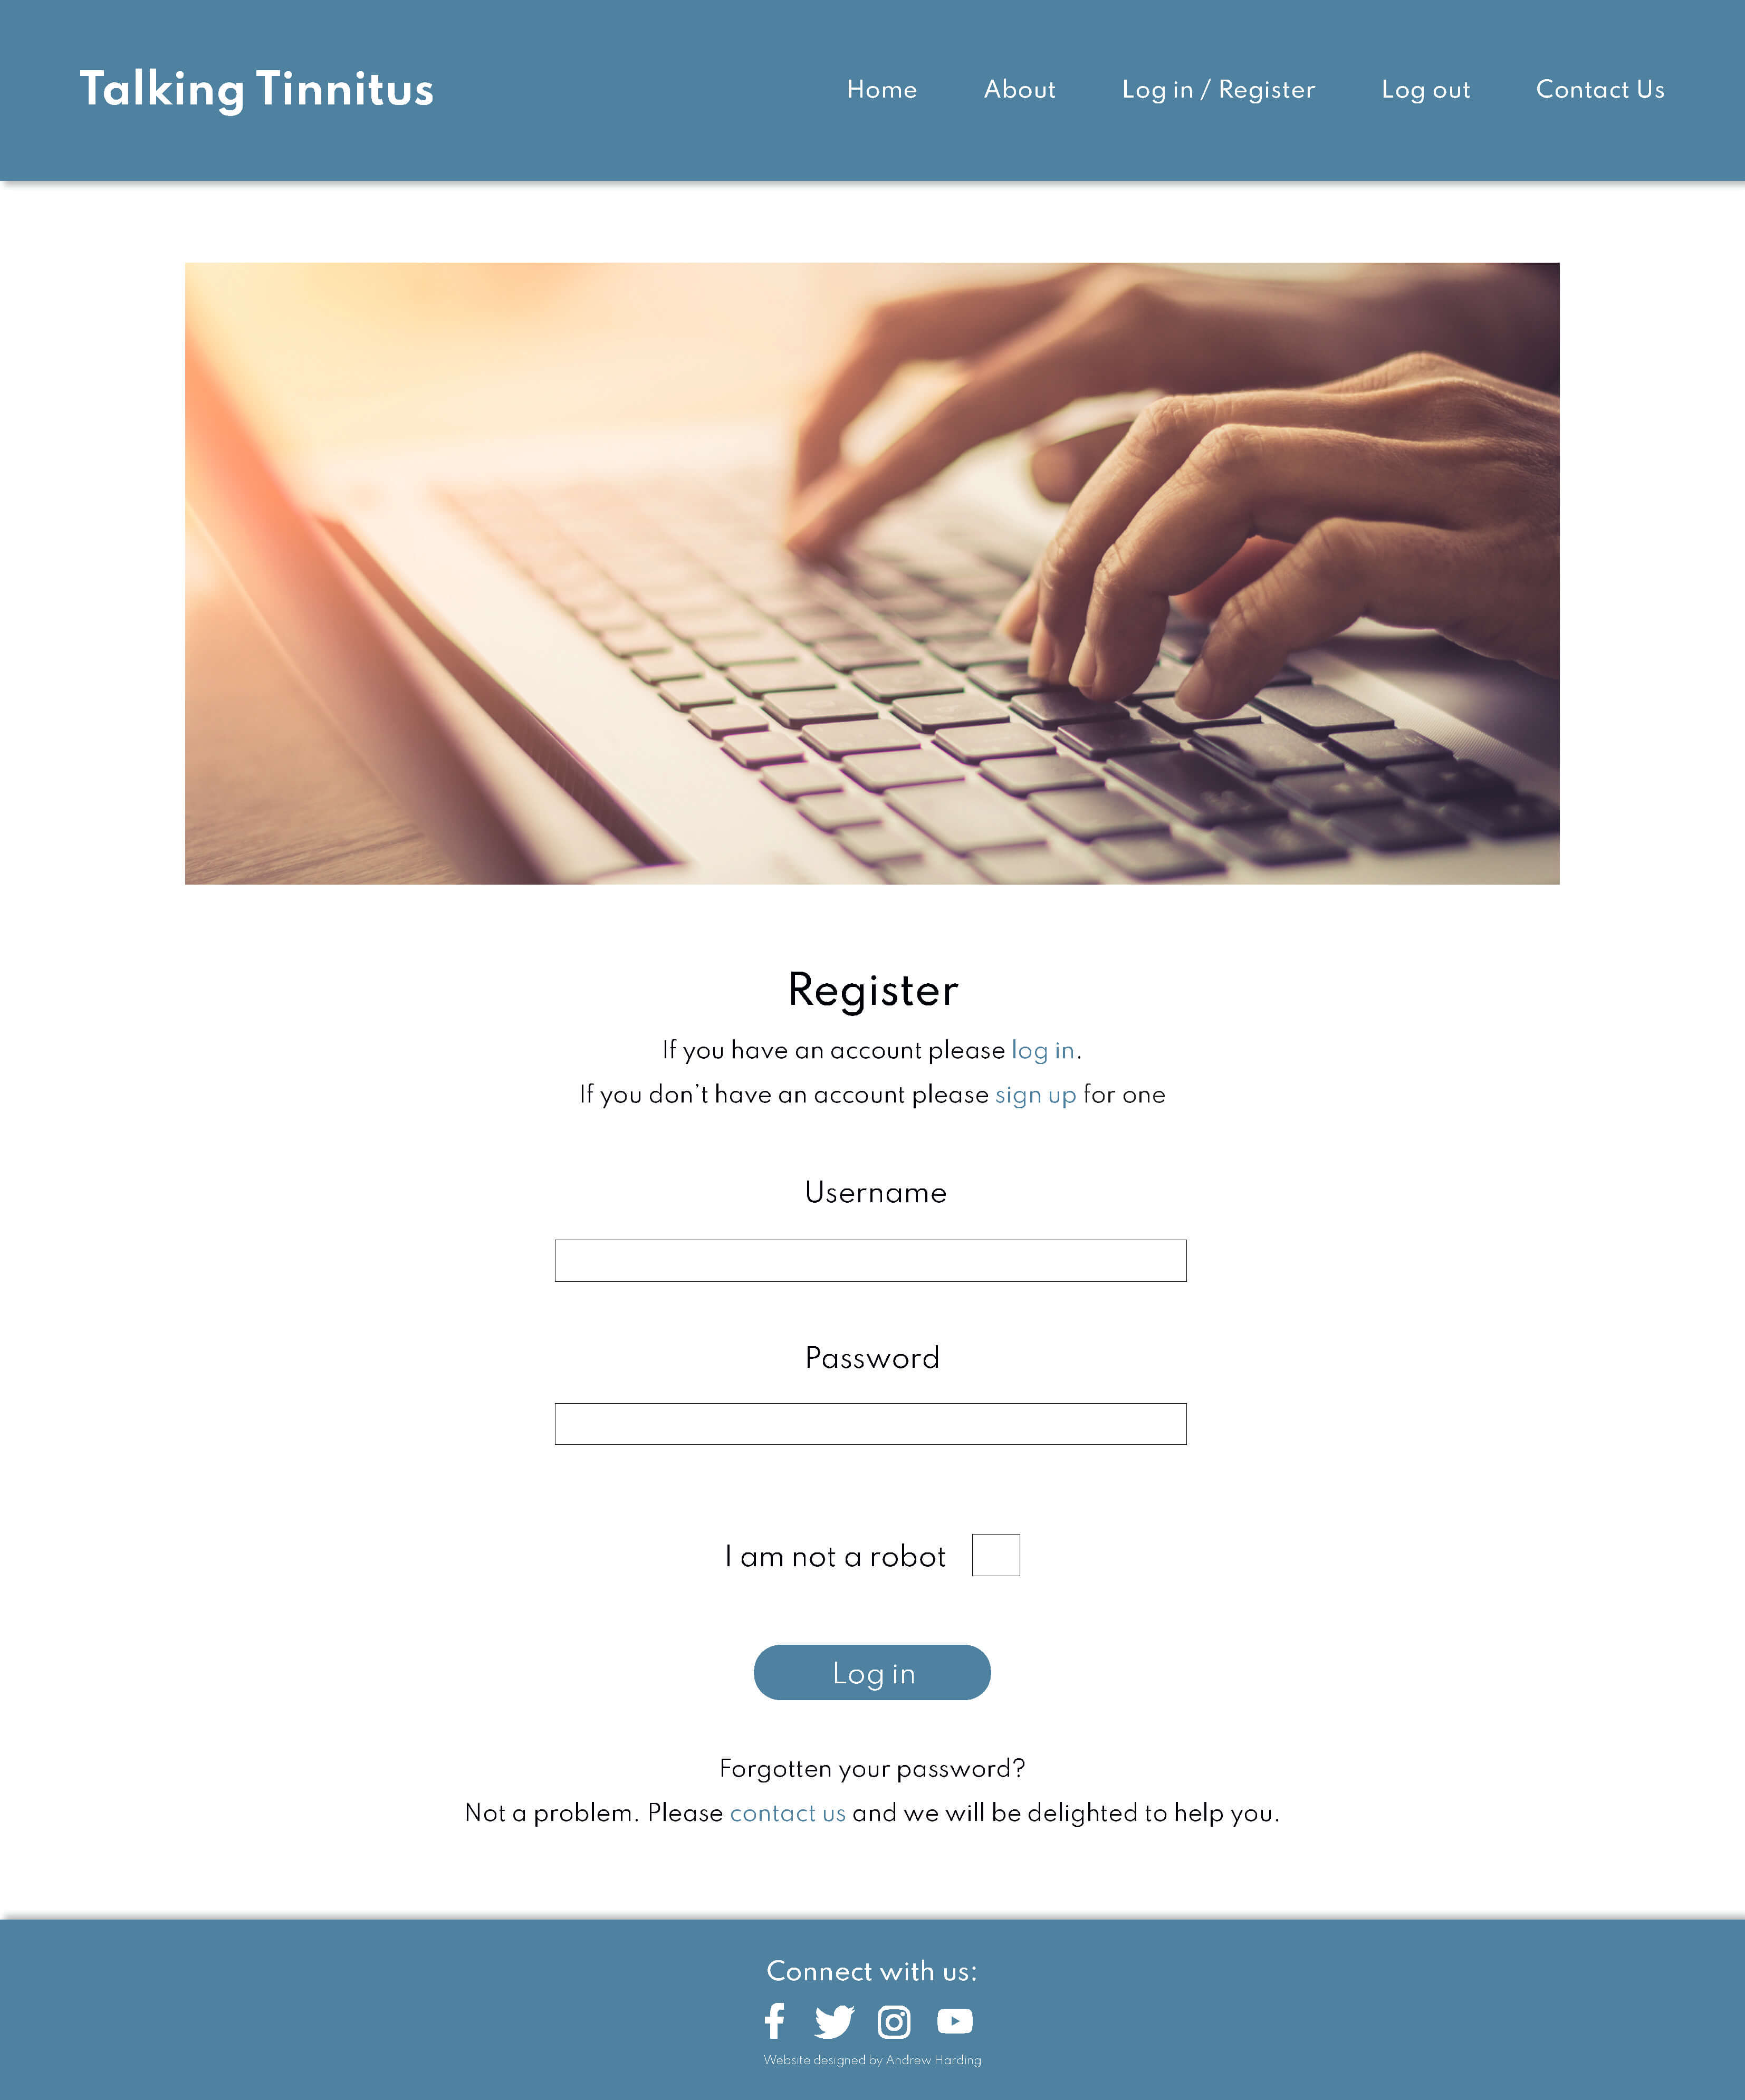 Talking Tinnitus
Home About Log in / Register Log out Contact Us
Register
If you have an account please log in.
If you don’t have an account please sign up for one
Username
Password
I am not a robot
Log in
Forgotten your password?
Not a problem. Please contact us and we will be delighted to help you.
Connect with us:
Website designed by Andrew Harding